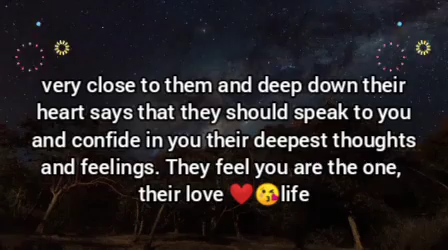 very close to them and deep down their
heart says that they should speak to you
and confide in you their deepest thoughts
and feelings. They feel you are the one,
their love ❤️😘life